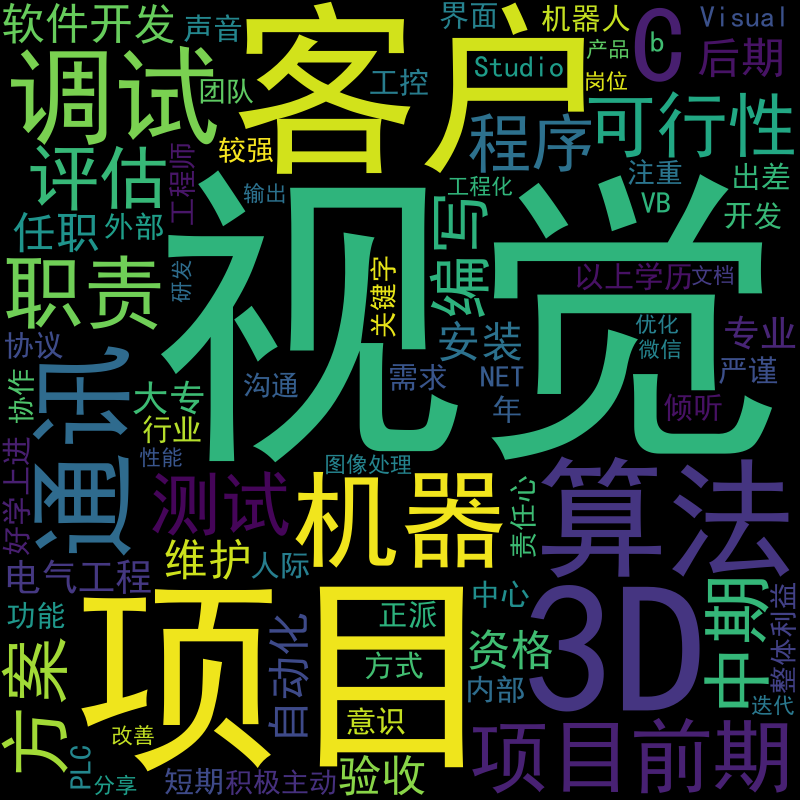 软件开发
声音
客户
界面
机器人
Visual
C
b
后期
产品
Studio
岗位
工控
团队
调试
较强
程序
可行性
评估
工程师
输出
工程化
注重
出差
VB
开发
任职
外部
视觉
编写
职责
研发
关键字
以上学历
文档
协议
安装
优化
微信
专业
严谨
协作
大专
沟通
需求
NET
年
倾听
通讯
行业
性能
图像处理
好学上进
测试
机器
责任心
算法
电气工程
维护
人际
功能
项目
正派
中心
3D
中期
整体利益
方案
自动化
方式
资格
内部
迭代
改善
意识
项目前期
PLC
分享
短期
积极主动
验收